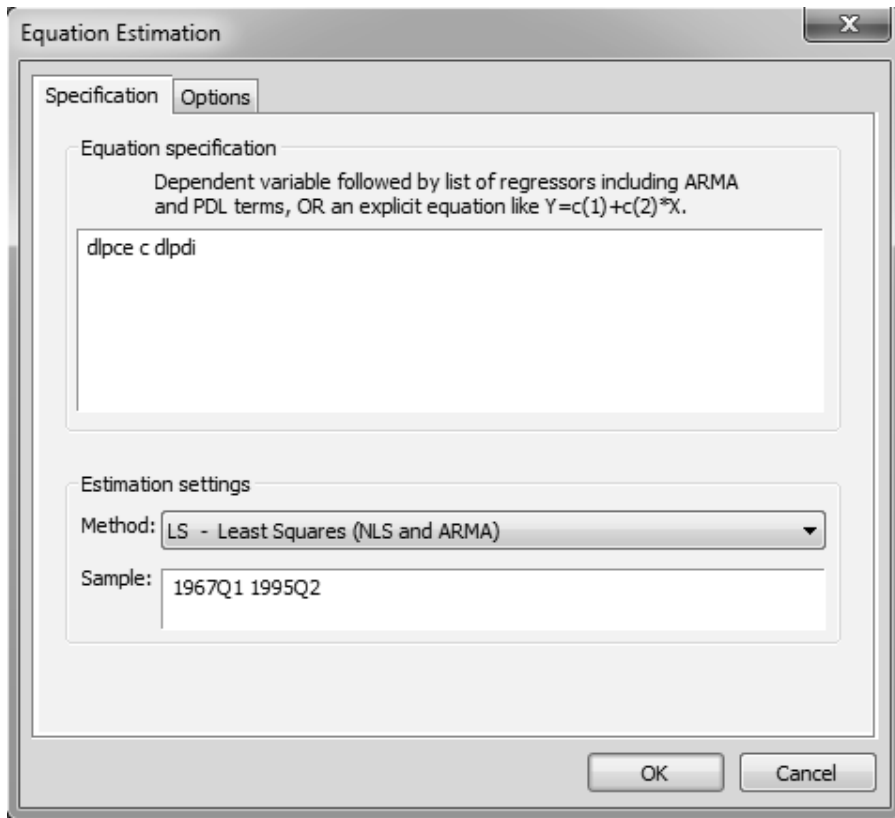 Equation Estimation
X
Specification
Options
Equation specification
Dependent variable followed by list of regressors including ARMA
and PDL terms, OR an explicit equation like Y=c(1)+c(2)*X.
dlpce c dlpdi
Estimation settings
Method: LS - Least Squares (NLS and ARMA)
Sample: 1967Q1 1995Q2
OK
Cancel